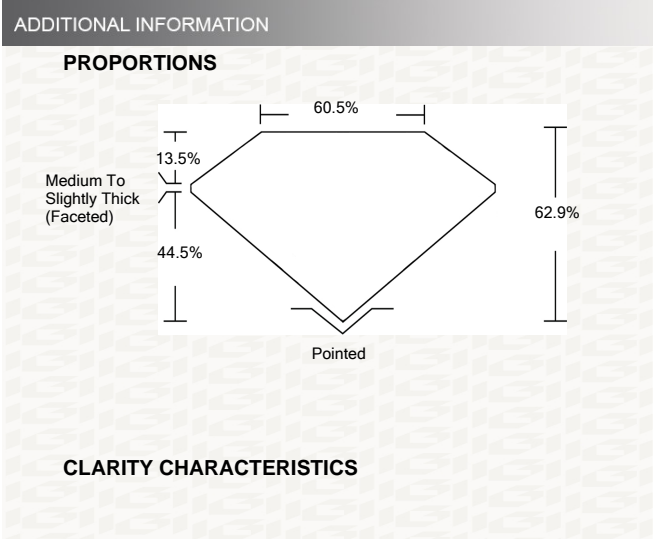 ADDITIONAL INFORMATION
PROPORTIONS
60.5%
13.5%
Medium To
Slightly Thick
(Faceted)
62.9%
44.5%
Pointed
CLARITY CHARACTERISTICS